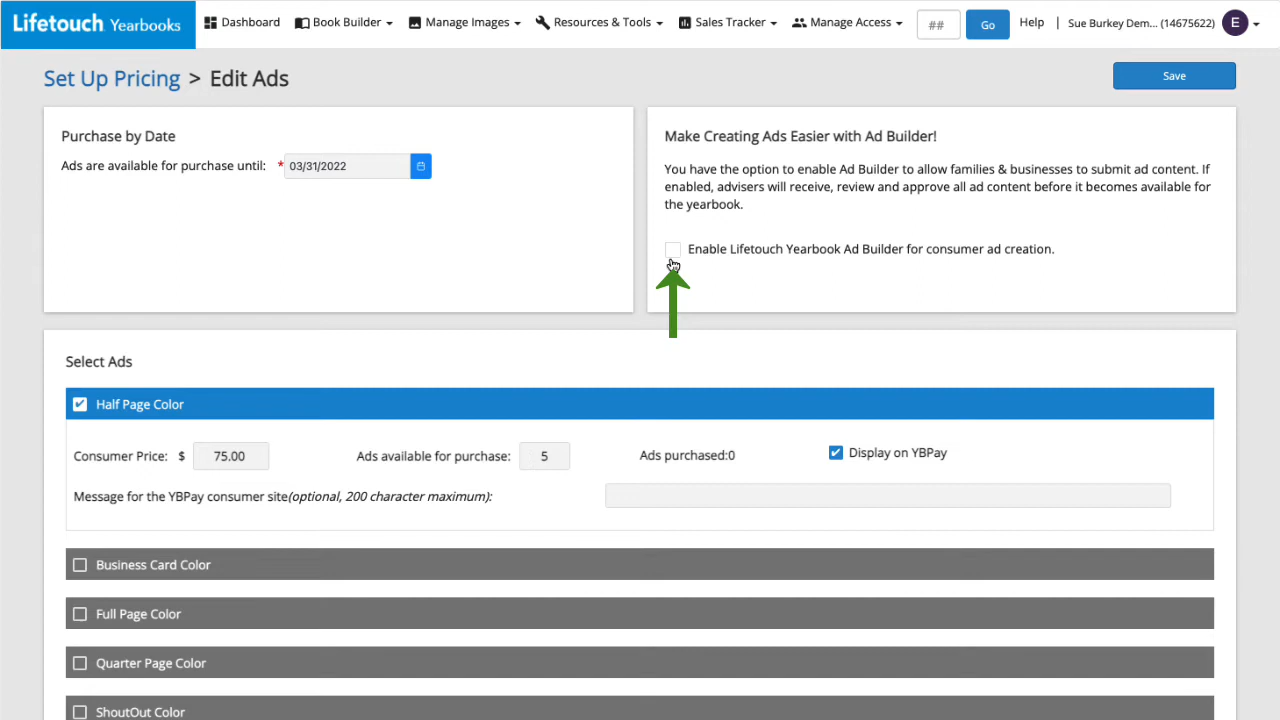 Lifetouch Yearbooks
Dashboard
Book Builder
Manage Images
Resources & Tools
Sales Tracker
Manage Access
##
Go
Help
|
Sue Burkey Dem... (14675622)
E
Set Up Pricing > Edit Ads
Save
Purchase by Date
Ads are available for purchase until: * 03/31/2022
Make Creating Ads Easier with Ad Builder!
You have the option to enable Ad Builder to allow families & businesses to submit ad content. If
enabled, advisers will receive, review and approve all ad content before it becomes available for
the yearbook.
Enable Lifetouch Yearbook Ad Builder for consumer ad creation.
Select Ads
Half Page Color
Consumer Price: $ 75.00
Ads available for purchase: 5
Ads purchased:0
Display on YBPay
Message for the YBPay consumer site(optional, 200 character maximum):
Business Card Color
Full Page Color
Quarter Page Color
ShoutOut Color